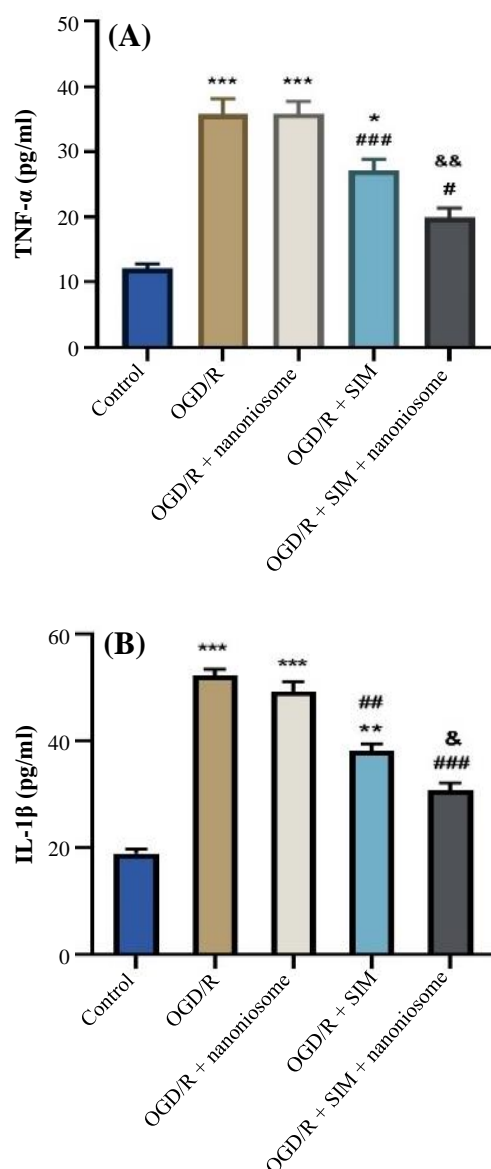 (A)
TNF-α (pg/ml)
50
40
30
20
10
0
***
***
*
###
&&
#
Control
OGD/R
OGD/R + nanoniosome
OGD/R + SIM
OGD/R + SIM + nanoniosome
(B)
IL-1β (pg/ml)
60
40
20
0
***
***
##
**
&
###
Control
OGD/R
OGD/R + nanoniosome
OGD/R + SIM
OGD/R + SIM + nanoniosome